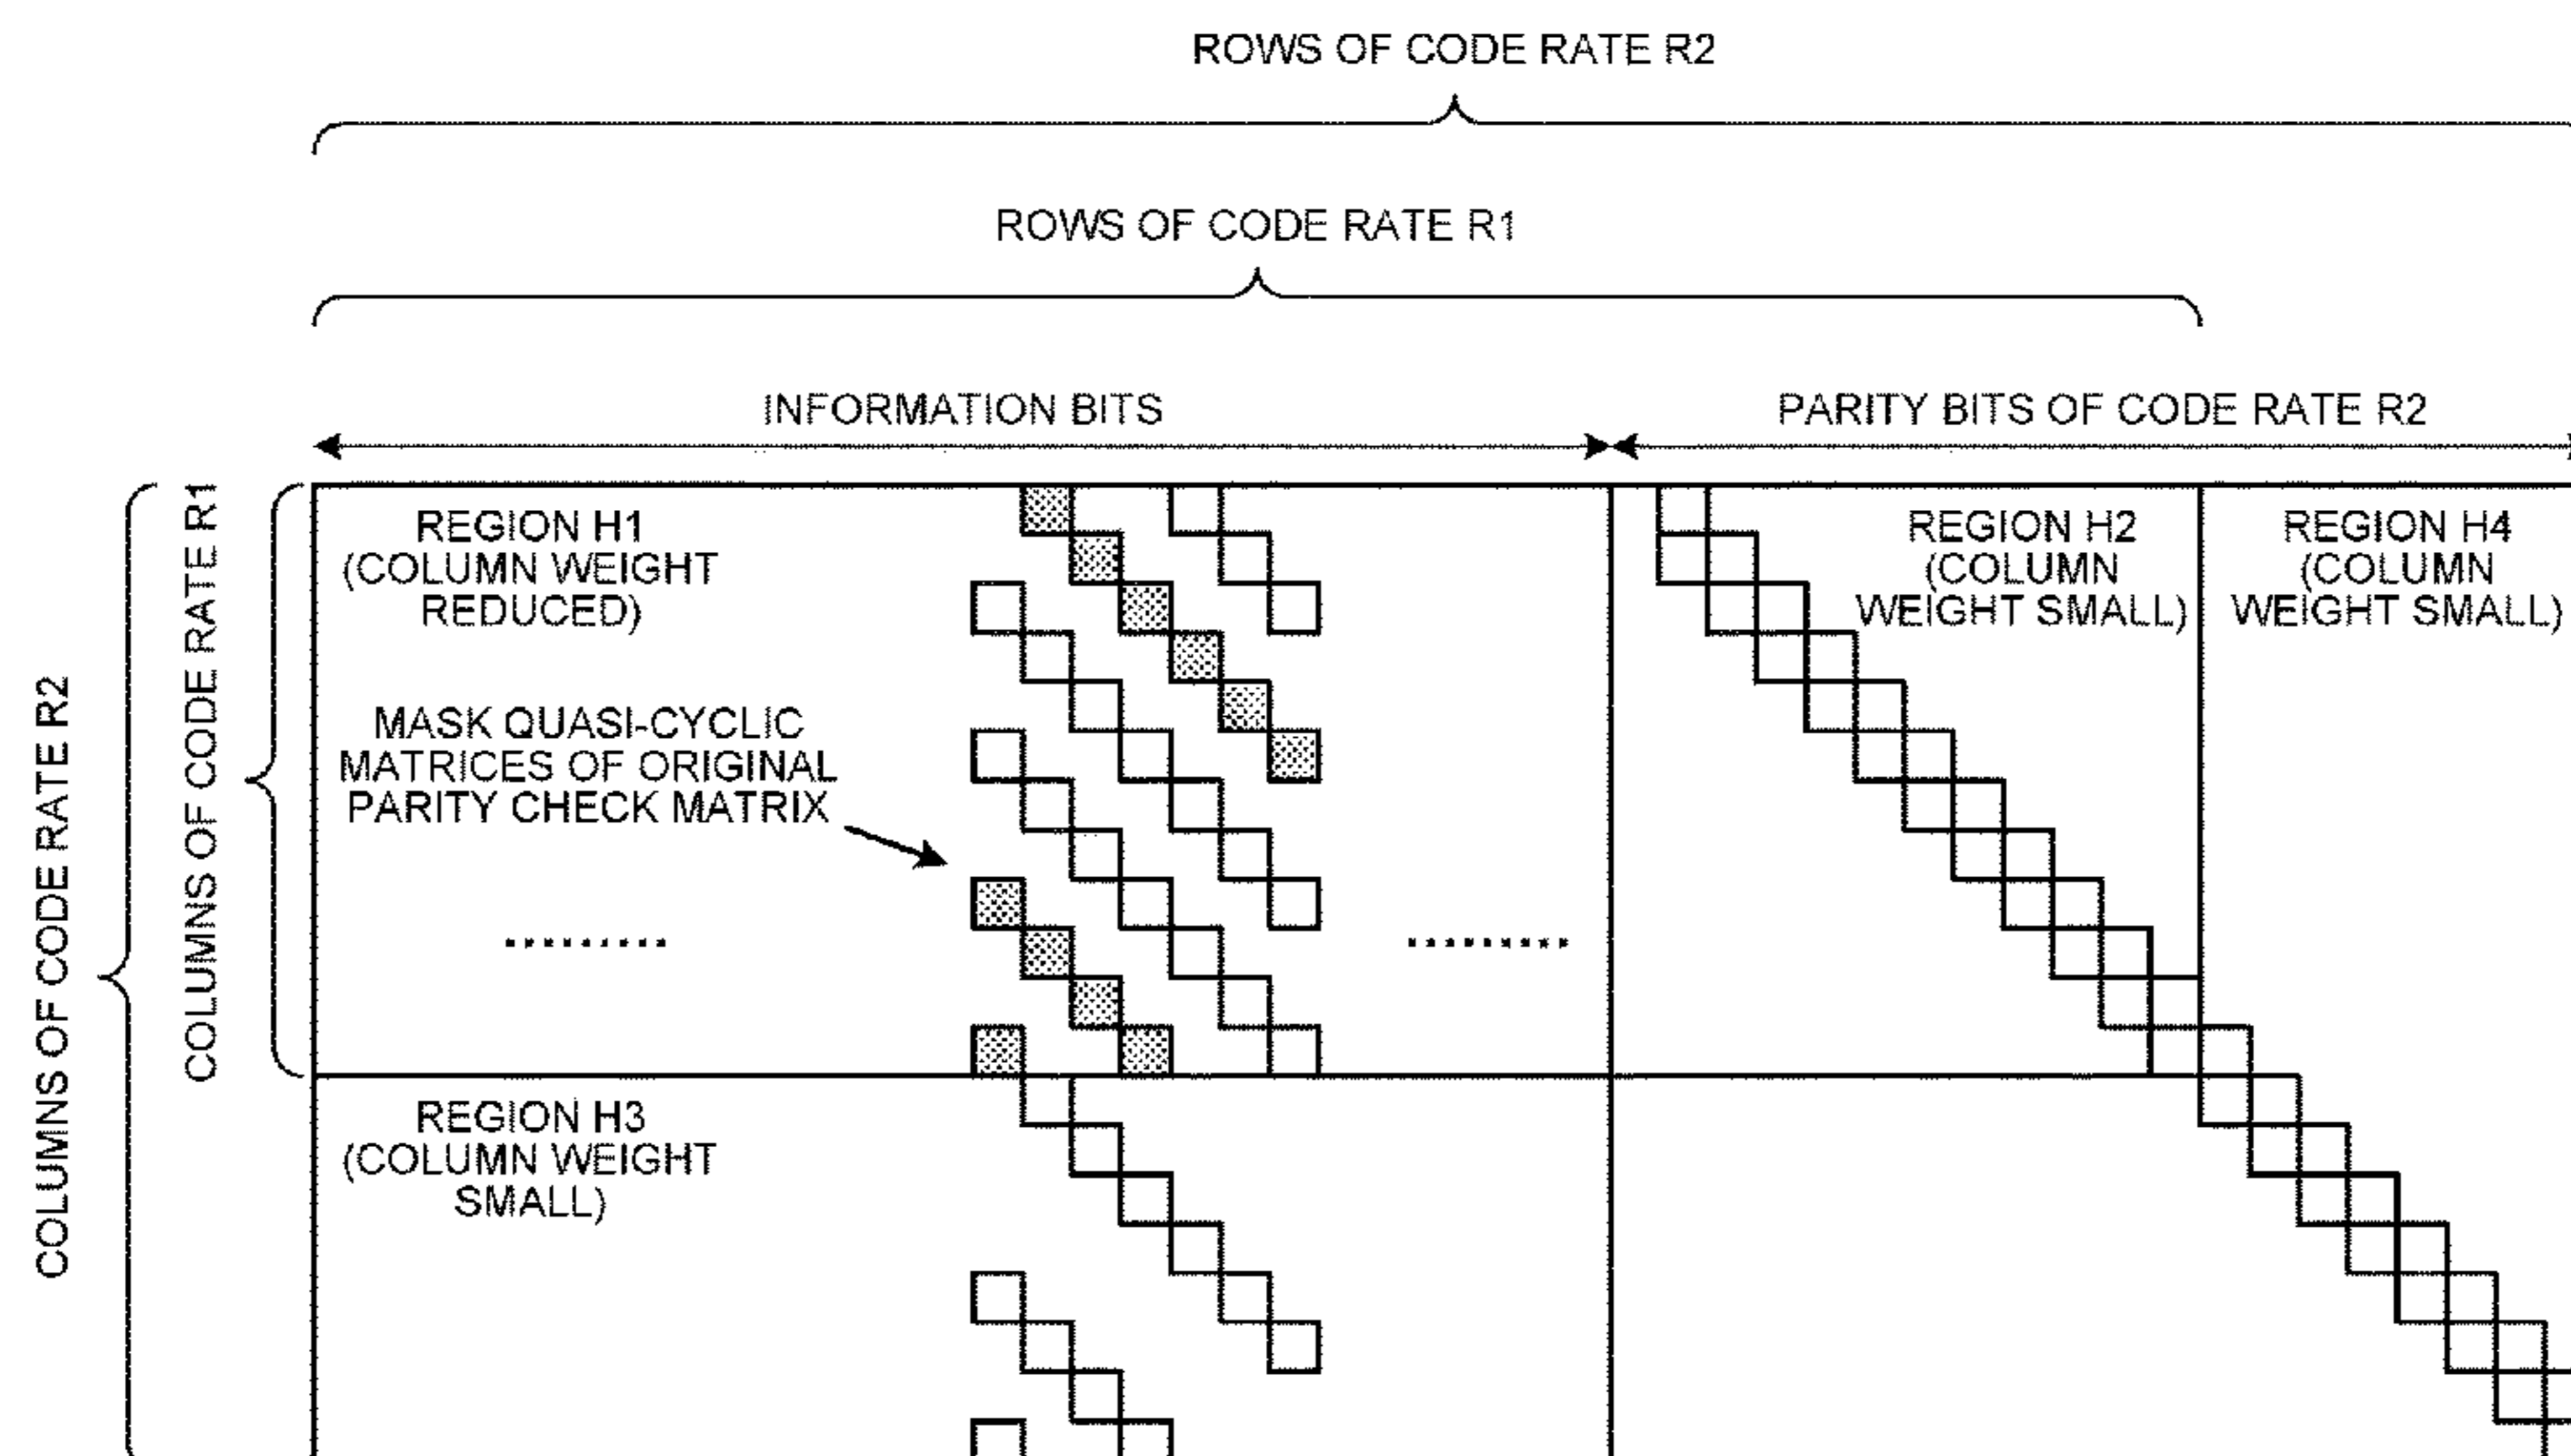 ROWS OF CODE RATE R2
ROWS OF CODE RATE R1
INFORMATION BITS
PARITY BITS OF CODE RATE R2
COLUMNS OF CODE RATE R2
COLUMNS OF CODE RATE R1
REGION H1
(COLUMN WEIGHT
REDUCED)
MASK QUASI-CYCLIC
MATRICES OF ORIGINAL
PARITY CHECK MATRIX
.........
.........
REGION H2
(COLUMN
WEIGHT SMALL)
REGION H4
(COLUMN
WEIGHT SMALL)
REGION H3
(COLUMN WEIGHT
SMALL)